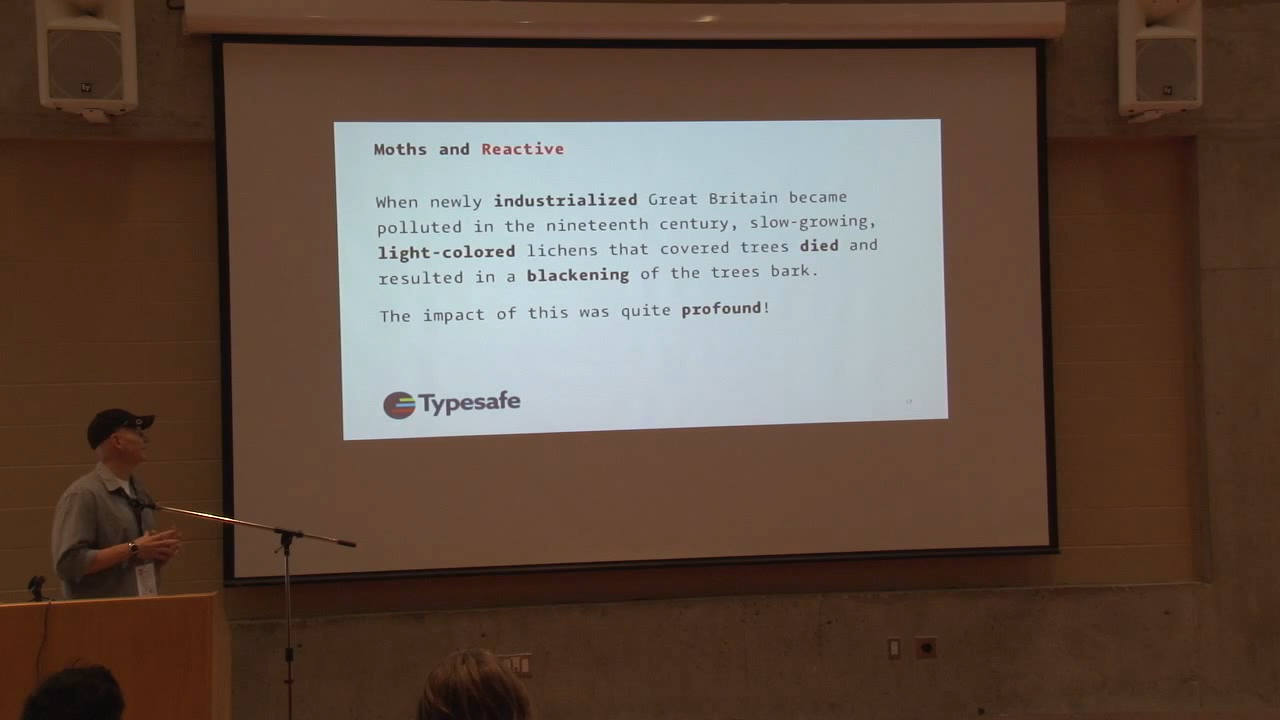 Moths and Reactive
When newly industrialized Great Britain became
polluted in the nineteenth century, slow-growing,
light-colored lichens that covered trees died and
resulted in a blackening of the trees bark.
The impact of this was quite profound!
Typesafe